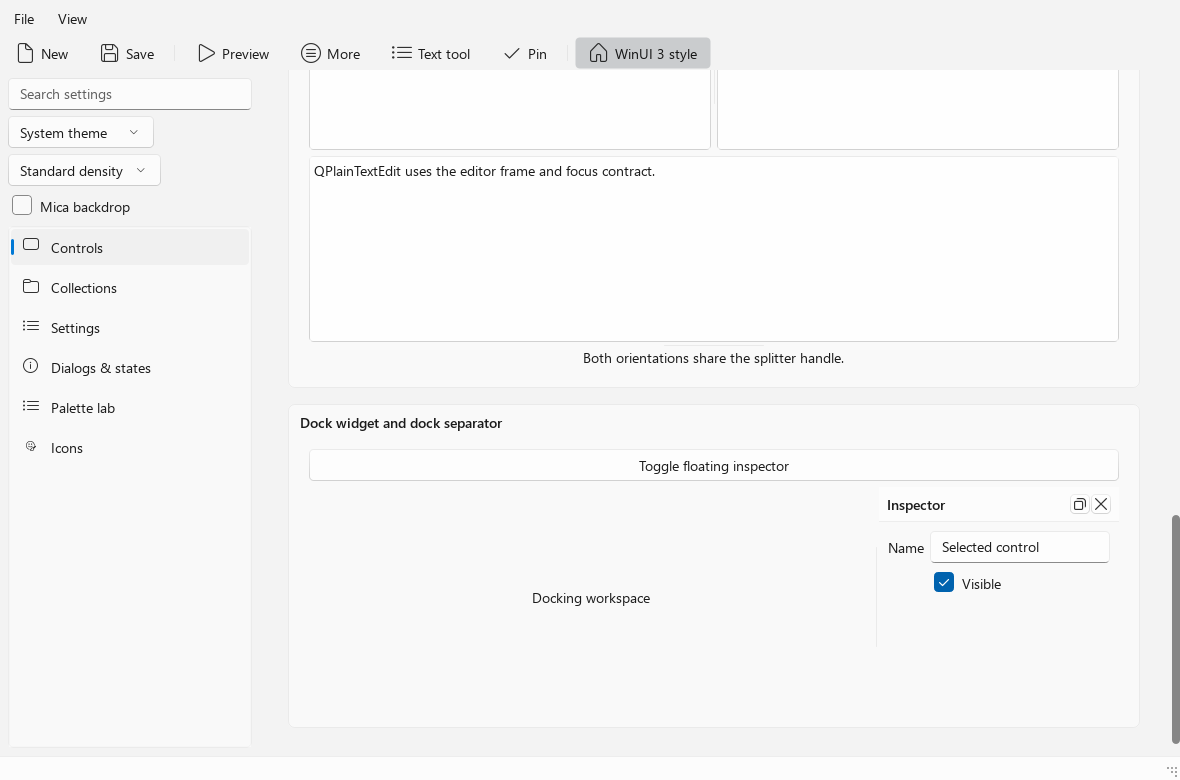 File View
New Save Preview More Text tool Pin WinUI 3 style
Search settings
System theme
Standard density
Mica backdrop
Controls
Collections
Settings
Dialogs & states
Palette lab
Icons
QPlainTextEdit uses the editor frame and focus contract.
Both orientations share the splitter handle.
Dock widget and dock separator
Toggle floating inspector
Docking workspace
Inspector
Name Selected control
Visible